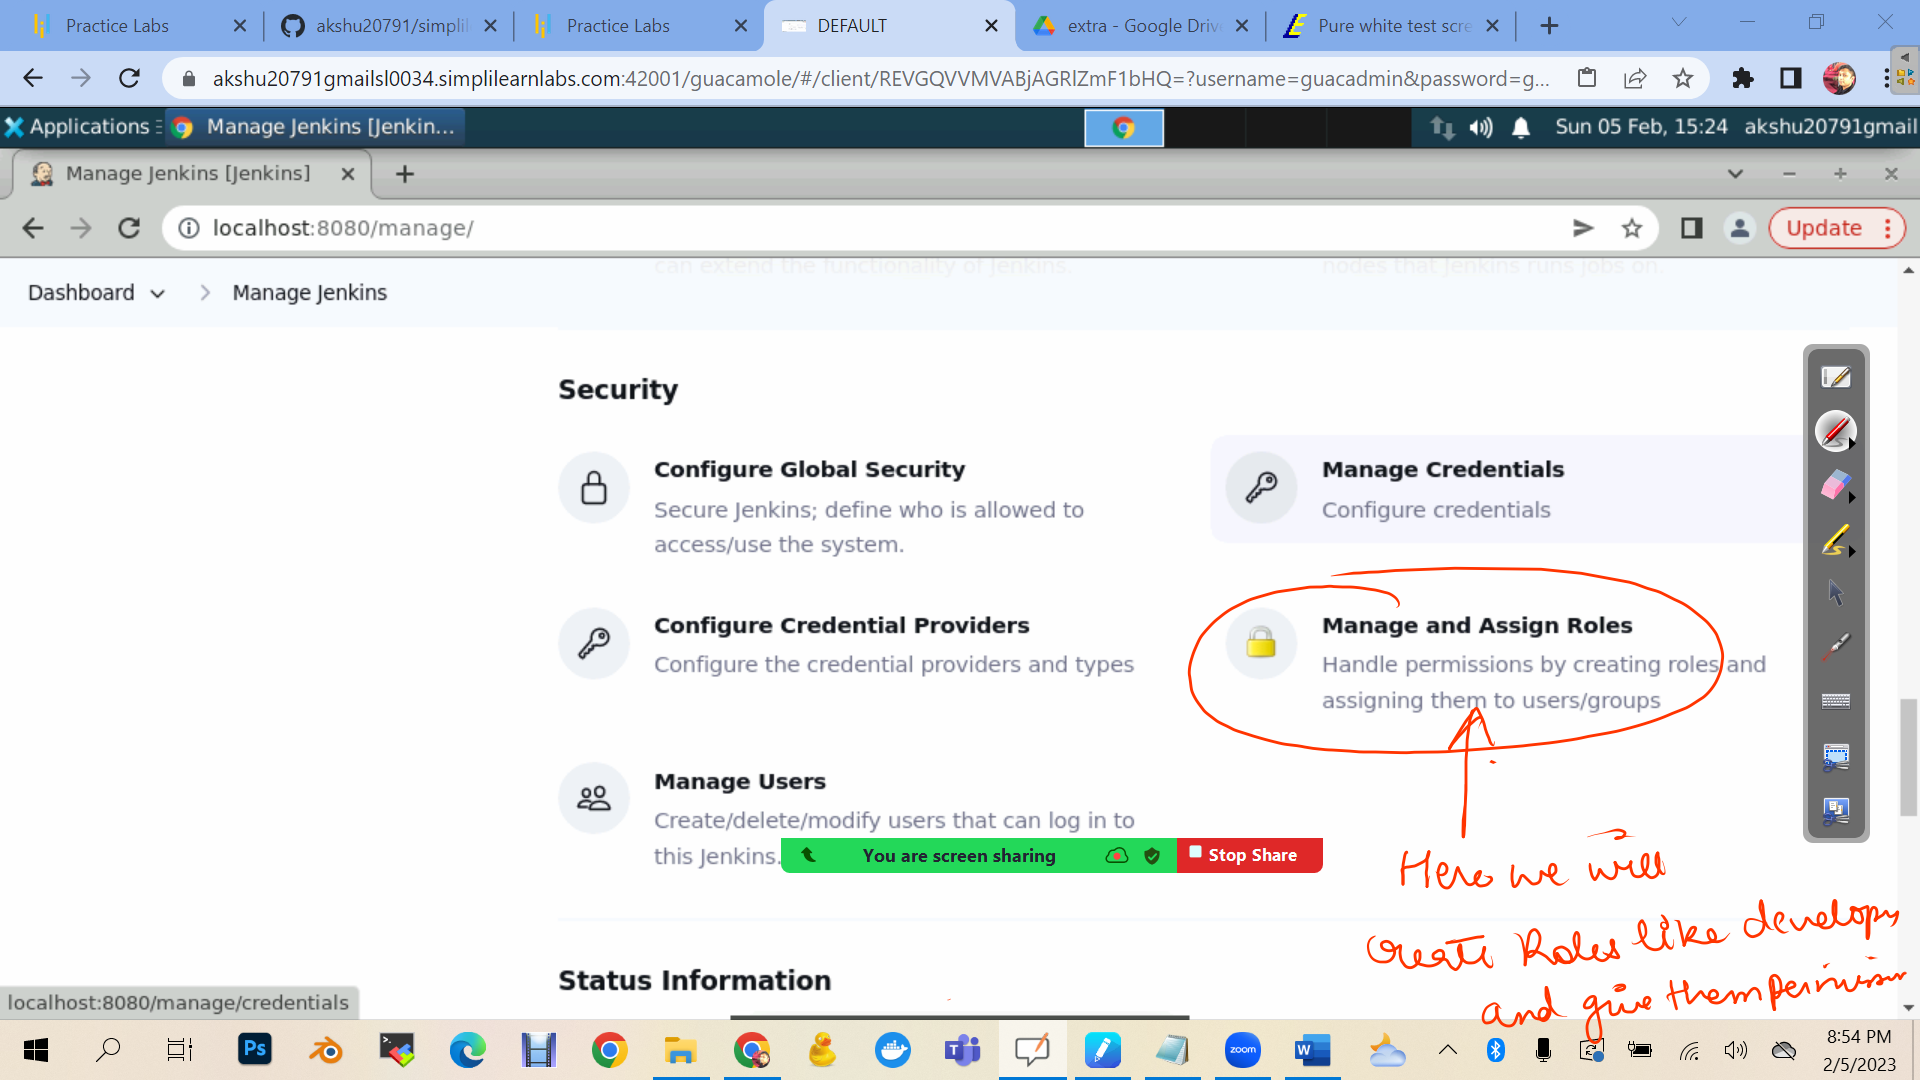 Practice Labs
akshu20791/simplil
Practice Labs
DEFAULT
extra - Google Drive
Pure white test scre
akshu20791gmailsl0034.simplilearnlabs.com:42001/guacamole/#/client/REVGQVVMVABjAGRlZmF1bHQ=?username=guacadmin&password=g...
Applications
Manage Jenkins [Jenkin...
Sun 05 Feb, 15:24
akshu20791gmail
Manage Jenkins [Jenkins]
localhost:8080/manage/
Update
can extend the functionality of Jenkins.
nodes that Jenkins runs jobs on.
Dashboard
Manage Jenkins
Security
Configure Global Security
Secure Jenkins; define who is allowed to
access/use the system.
Manage Credentials
Configure credentials
Configure Credential Providers
Configure the credential providers and types
Manage and Assign Roles
Handle permissions by creating roles and
assigning them to users/groups
Manage Users
Create/delete/modify users that can log in to
this Jenkins.
You are screen sharing
Stop Share
Here we will
Create Roles like
and give them
Status Information
localhost:8080/manage/credentials
Ps
zoom
W
8:54 PM
2/5/2023